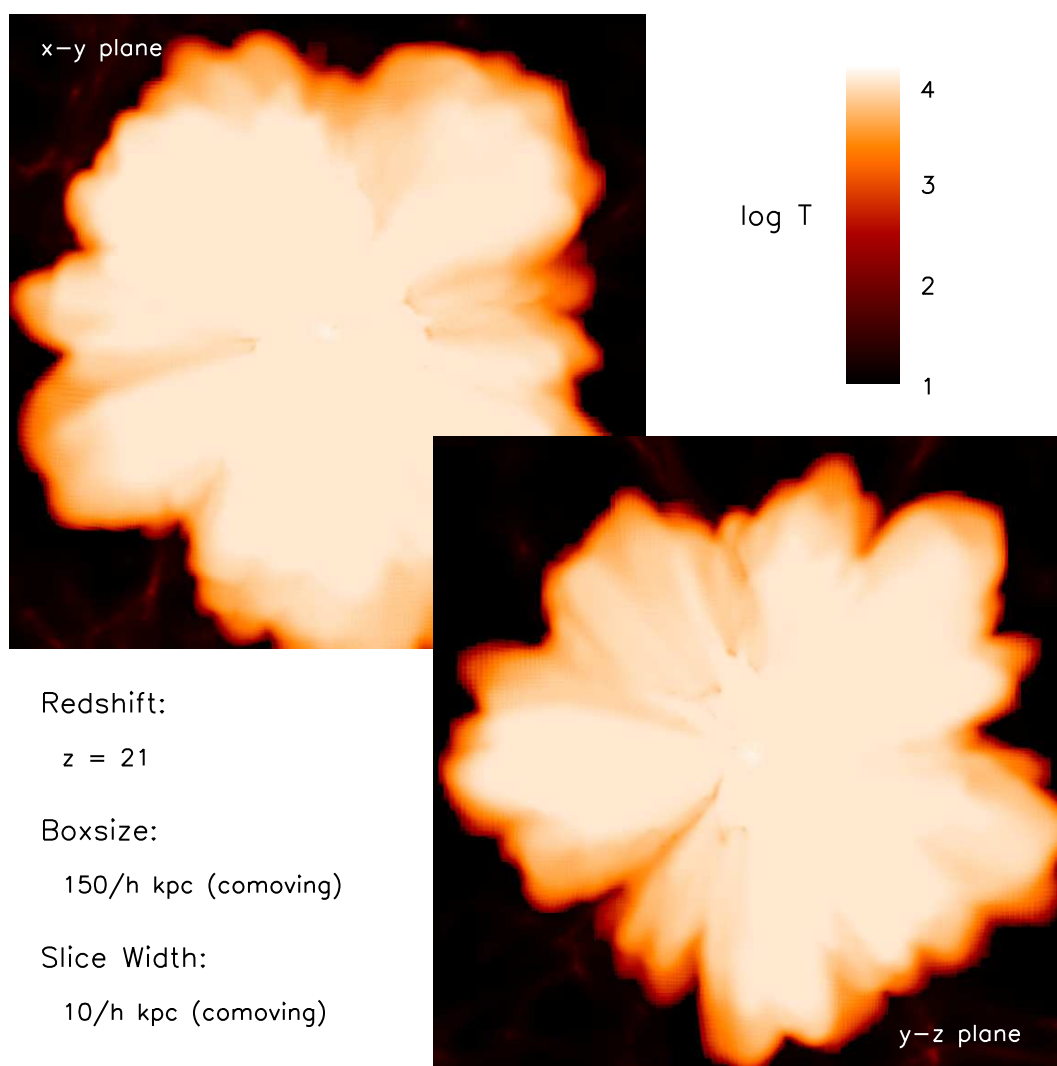 x-y plane
4
3
log T
2
1
Redshift:
z = 21
Boxsize:
150/h kpc (comoving)
Slice Width:
10/h kpc (comoving)
y-z plane